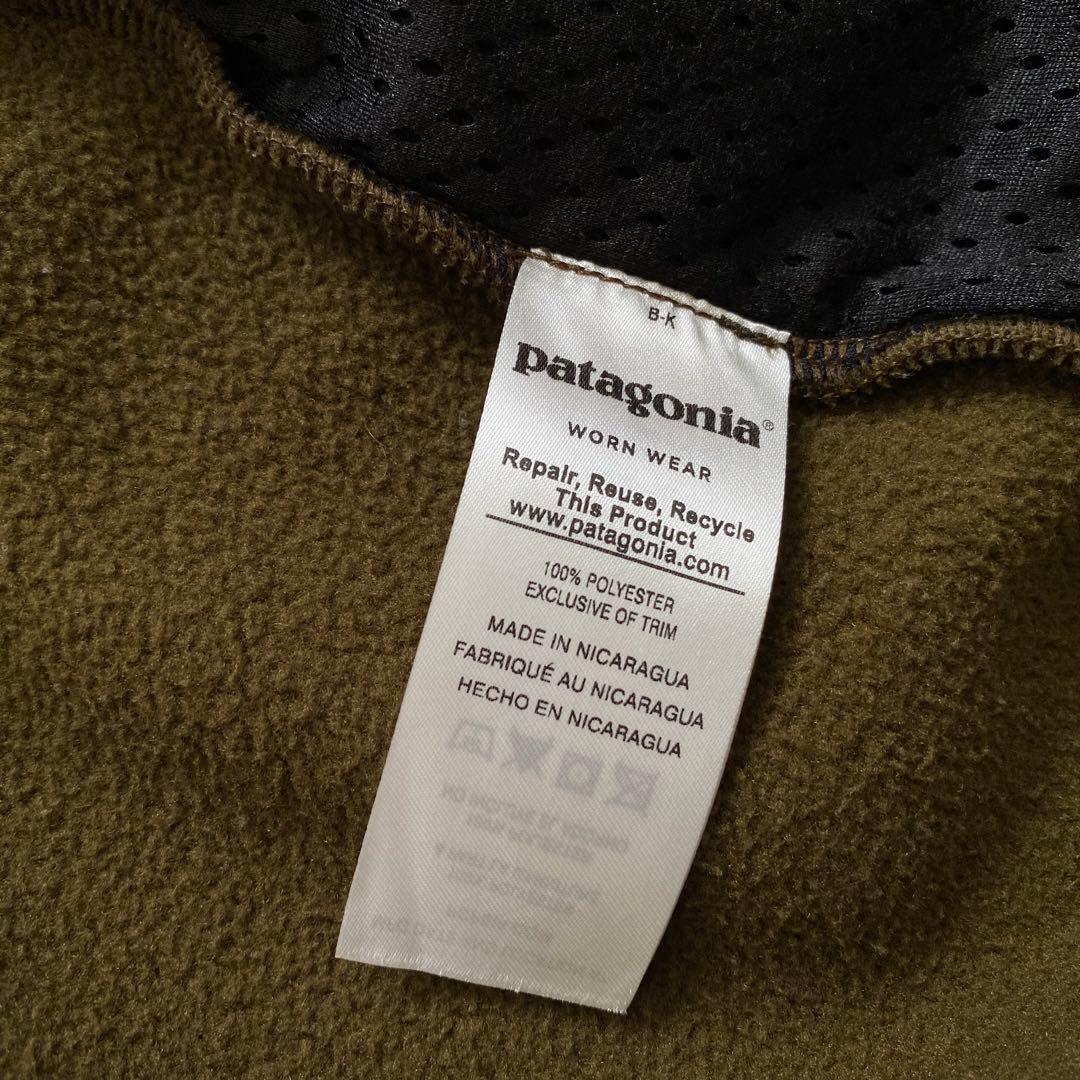 B-K
patagonia®
WORN WEAR
Repair, Reuse, Recycle
This Product
www.patagonia.com
100% POLYESTER
EXCLUSIVE OF TRIM
MADE IN NICARAGUA
FABRIQUÉ AU NICARAGUA
HECHO EN NICARAGUA